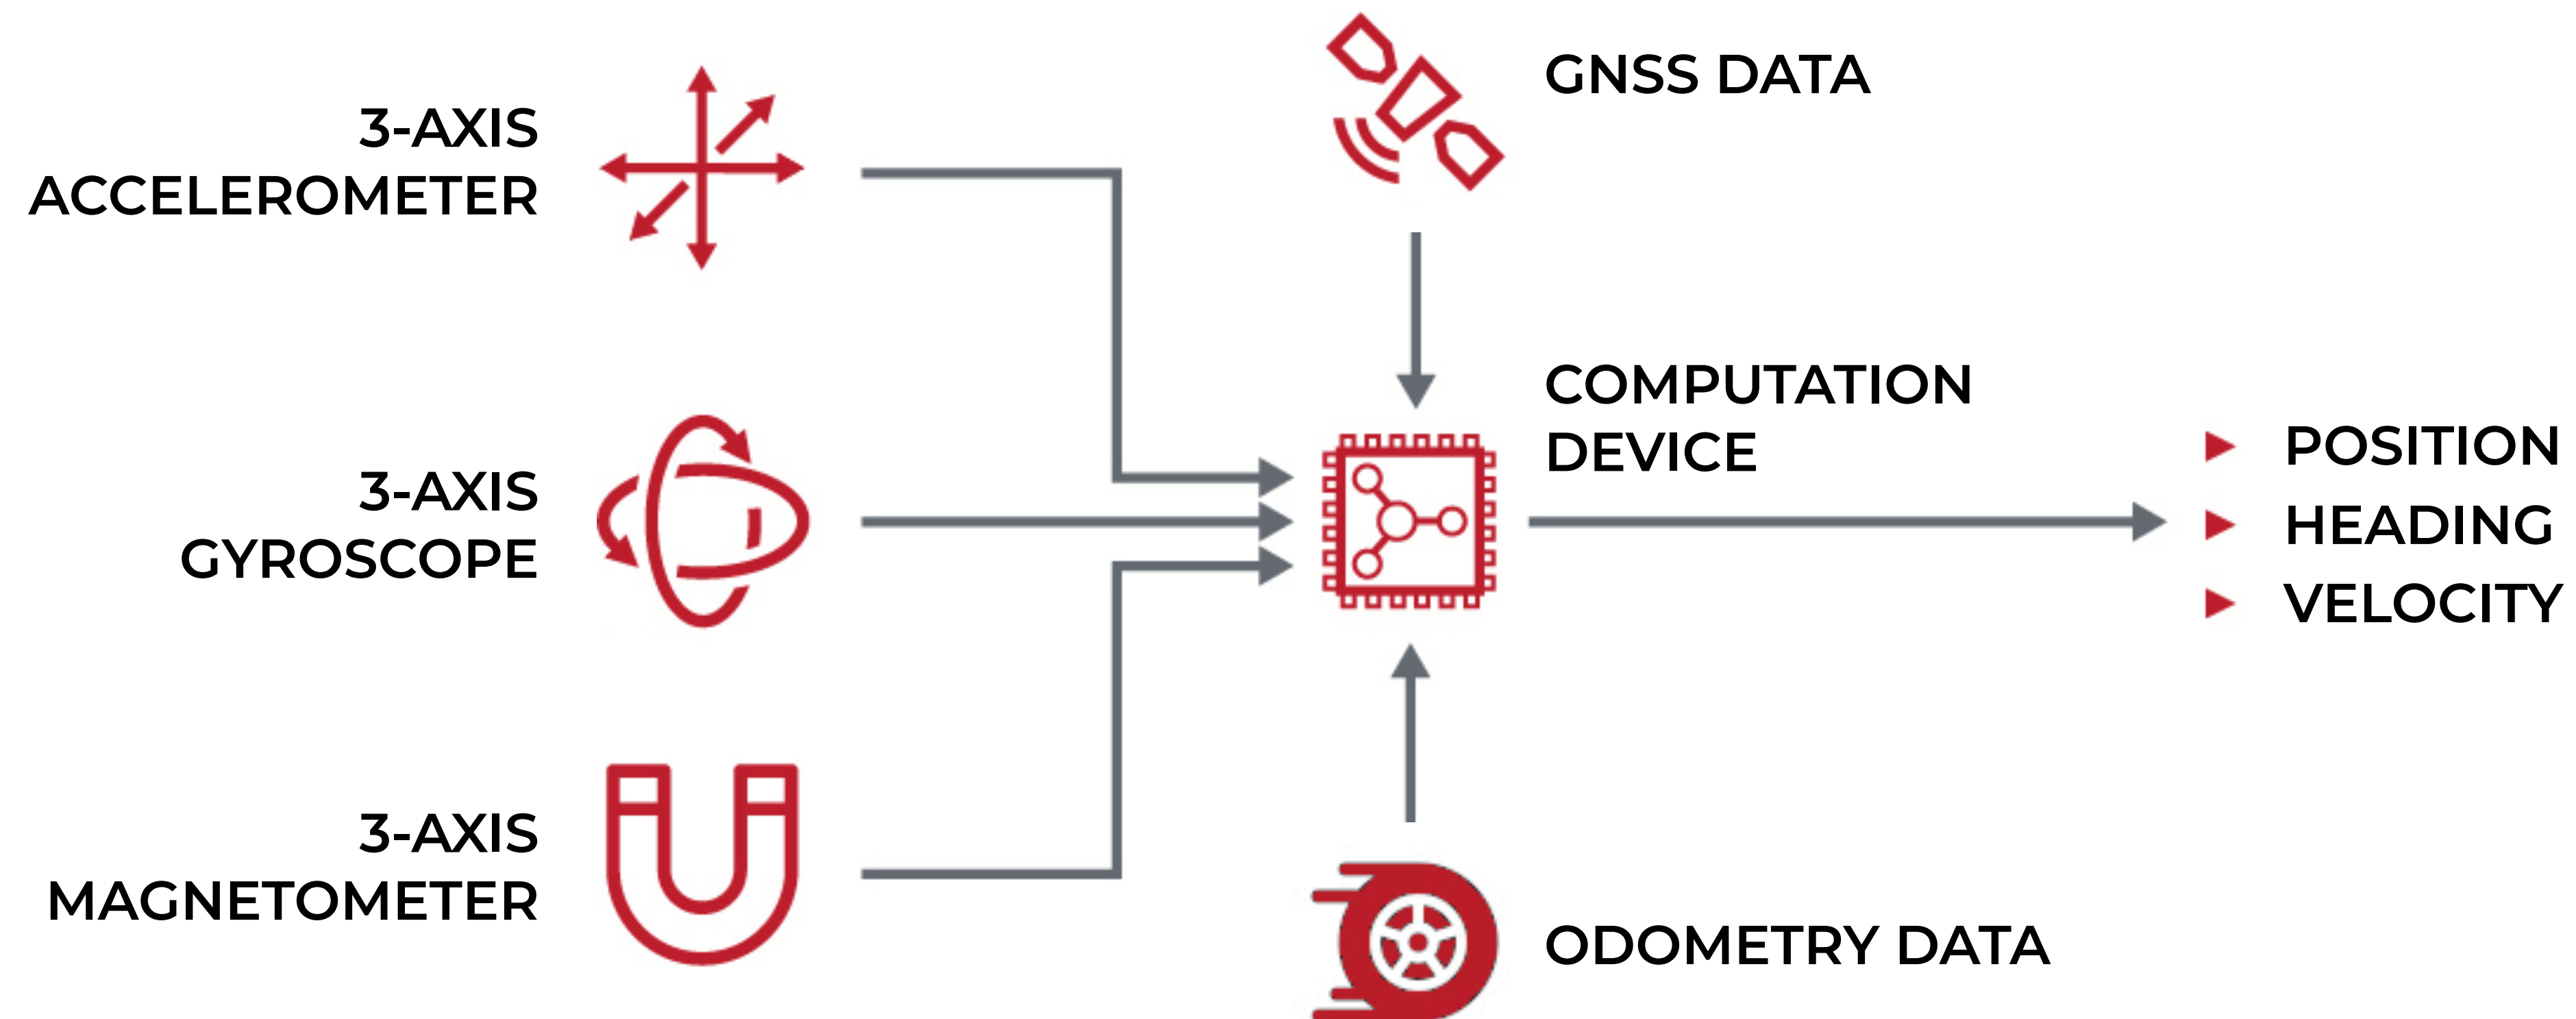 3-AXIS
ACCELEROMETER
3-AXIS
GYROSCOPE
3-AXIS
MAGNETOMETER
GNSS DATA
COMPUTATION
DEVICE
ODOMETRY DATA
POSITION
HEADING
VELOCITY